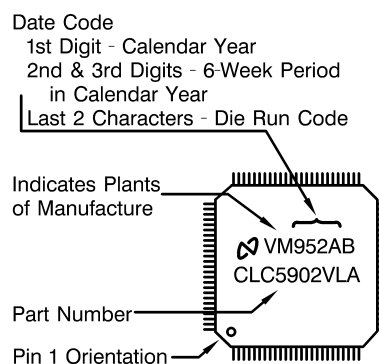 Date Code
1st Digit - Calendar Year
2nd & 3rd Digits - 6-Week Period
in Calendar Year
Last 2 Characters - Die Run Code
Indicates Plants
of Manufacture
VM952AB
CLC5902VLA
Part Number
Pin 1 Orientation